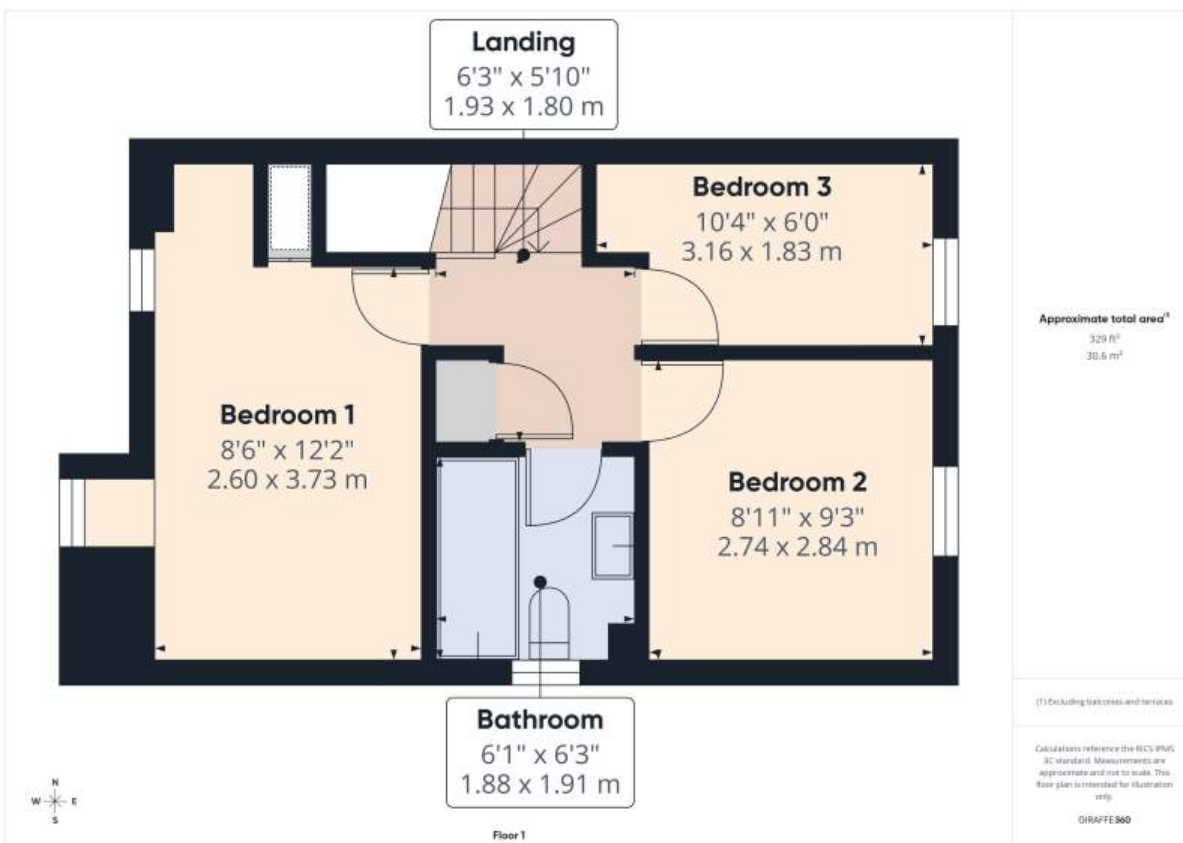 Landing
6'3" x 5'10"
1.93 x 1.80 m
Bedroom 3
10'4" x 6'0"
3.16 x 1.83 m
Approximate total area⁽¹⁾
329 ft²
30.6 m²
Bedroom 1
8'6" x 12'2"
2.60 x 3.73 m
Bedroom 2
8'11" x 9'3"
2.74 x 2.84 m
Bathroom
6'1" x 6'3"
1.88 x 1.91 m
(1) Excluding balconies and terraces
Calculations reference the RICS IPMS
3C standard. Measurements are
approximate and not to scale. This
floor plan is intended for illustration
only.
GIRAFFE360
N
W E
S
Floor 1